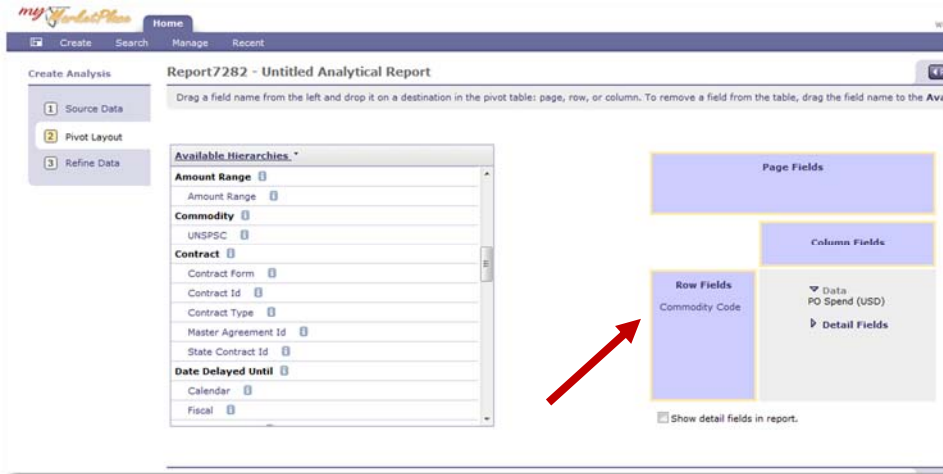 my MarketPlace
Home
Create Search Manage Recent
Create Analysis
1 Source Data
2 Pivot Layout
3 Refine Data
Report7282 - Untitled Analytical Report
Drag a field name from the left and drop it on a destination in the pivot table: page, row, or column. To remove a field from the table, drag the field name to the Ava
Available Hierarchies
Amount Range
Amount Range
Commodity
UNSPSC
Contract
Contract Form
Contract Id
Contract Type
Master Agreement Id
State Contract Id
Date Delayed Until
Calendar
Fiscal
Page Fields
Column Fields
Row Fields
Commodity Code
Data
PO Spend (USD)
Detail Fields
Show detail fields in report.